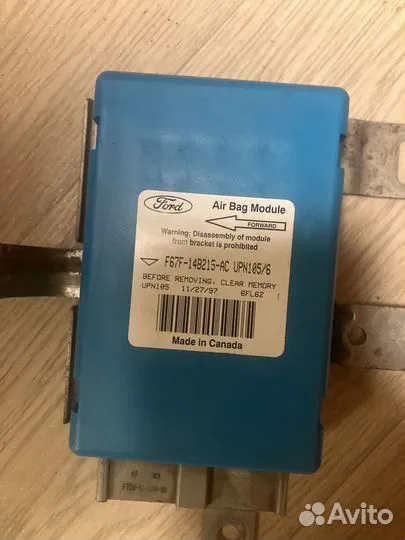 Ford
Air Bag Module
FORWARD
Warning: Disassembly of module
from bracket is prohibited
F67F-14B215-AC UPN105/6
BEFORE REMOVING, CLEAR MEMORY
UPN105 11/27/97 6FL6Z
Made in Canada
Avito